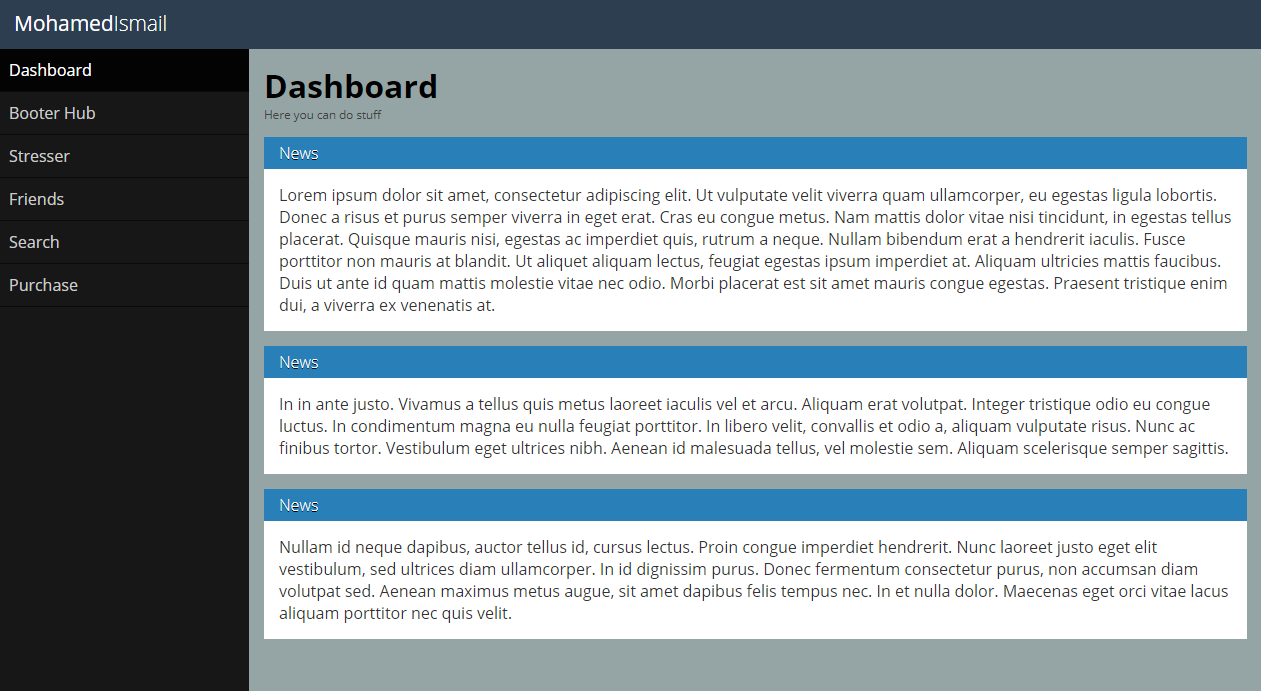 MohamedIsmail
Dashboard
Booter Hub
Stresser
Friends
Search
Purchase
Dashboard
Here you can do stuff
News
Lorem ipsum dolor sit amet, consectetur adipiscing elit. Ut vulputate velit viverra quam ullamcorper, eu egestas ligula lobortis.
Donec a risus et purus semper viverra in eget erat. Cras eu congue metus. Nam mattis dolor vitae nisi tincidunt, in egestas tellus
placerat. Quisque mauris nisi, egestas ac imperdiet quis, rutrum a neque. Nullam bibendum erat a hendrerit iaculis. Fusce
porttitor non mauris at blandit. Ut aliquet aliquam lectus, feugiat egestas ipsum imperdiet at. Aliquam ultricies mattis faucibus.
Duis ut ante id quam mattis molestie vitae nec odio. Morbi placerat est sit amet mauris congue egestas. Praesent tristique enim
dui, a viverra ex venenatis at.
News
In in ante justo. Vivamus a tellus quis metus laoreet iaculis vel et arcu. Aliquam erat volutpat. Integer tristique odio eu congue
luctus. In condimentum magna eu nulla feugiat porttitor. In libero velit, convallis et odio a, aliquam vulputate risus. Nunc ac
finibus tortor. Vestibulum eget ultrices nibh. Aenean id malesuada tellus, vel molestie sem. Aliquam scelerisque semper sagittis.
News
Nullam id neque dapibus, auctor tellus id, cursus lectus. Proin congue imperdiet hendrerit. Nunc laoreet justo eget elit
vestibulum, sed ultrices diam ullamcorper. In id dignissim purus. Donec fermentum consectetur purus, non accumsan diam
volutpat sed. Aenean maximus metus augue, sit amet dapibus felis tempus nec. In et nulla dolor. Maecenas eget orci vitae lacus
aliquam porttitor nec quis velit.